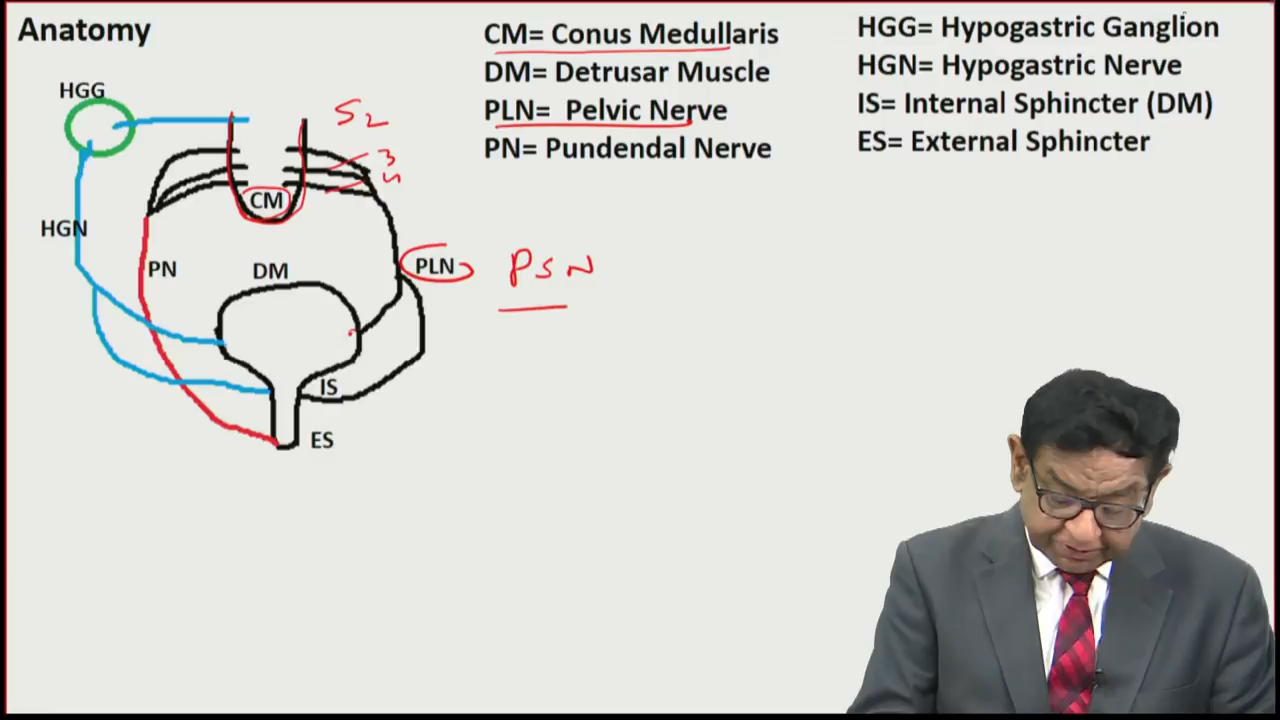 Anatomy
CM= Conus Medullaris
DM= Detrusar Muscle
PLN= Pelvic Nerve
PN= Pundendal Nerve
HGG= Hypogastric Ganglion
HGN= Hypogastric Nerve
IS= Internal Sphincter (DM)
ES= External Sphincter
HGG
S2
3
4
CM
HGN
PN
DM
PLN
PSN
IS
ES